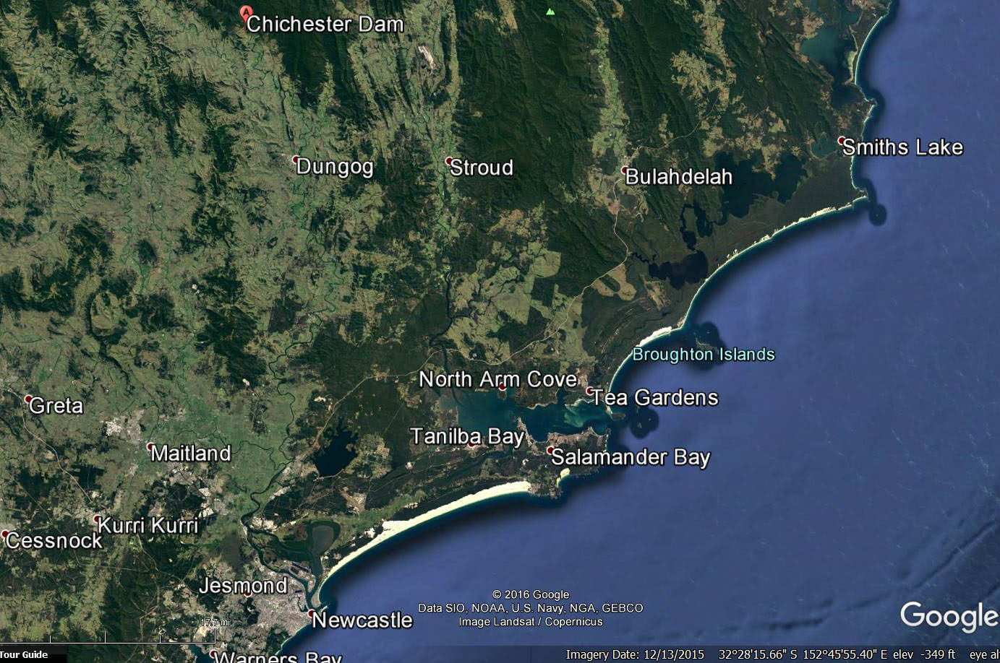 A
Chichester Dam
Smiths Lake
Dungog
Stroud
Bulahdelah
Broughton Islands
North Arm Cove
Tea Gardens
Greta
Tanilba Bay
Maitland
Salamander Bay
Kurri Kurri
Cessnock
Jesmond
© 2016 Google
Data SIO, NOAA, U.S. Navy, NGA, GEBCO
Image Landsat / Copernicus
Newcastle
Google
17.7 mi
Warners Bay
Tour Guide
Imagery Date: 12/13/2015 32°28'15.66" S 152°45'55.40" E elev -349 ft eye al